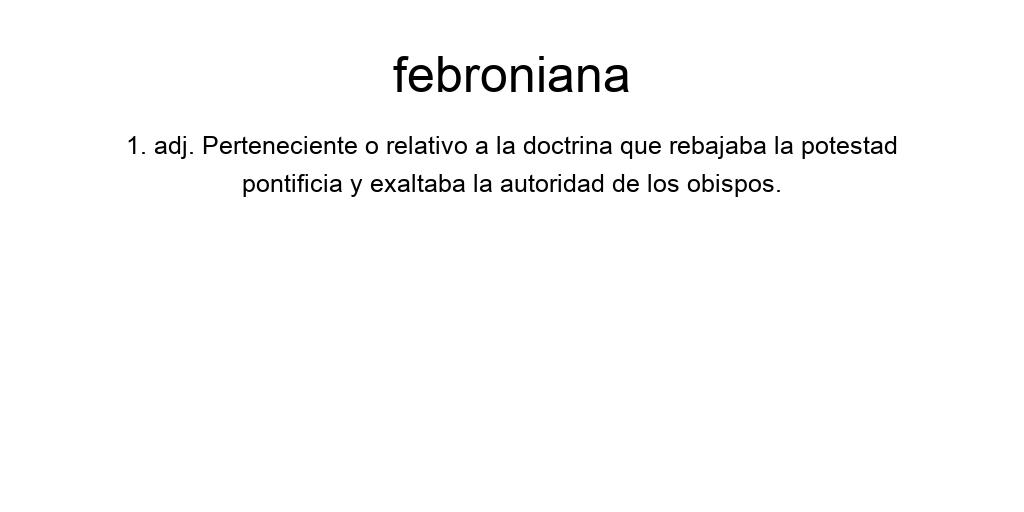 febroniana
1. adj. Perteneciente o relativo a la doctrina que rebajaba la potestad
pontificia y exaltaba la autoridad de los obispos.